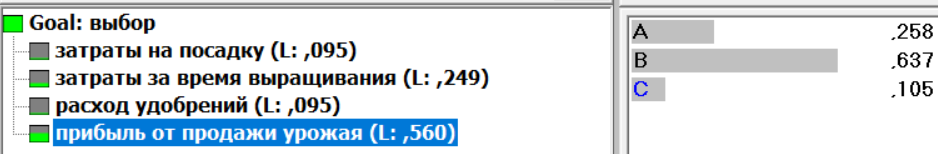 Goal: выбор
затраты на посадку (L: ,095)
затраты за время выращивания (L: ,249)
расход удобрений (L: ,095)
прибыль от продажи урожая (L: ,560)
A ,258
B ,637
C ,105